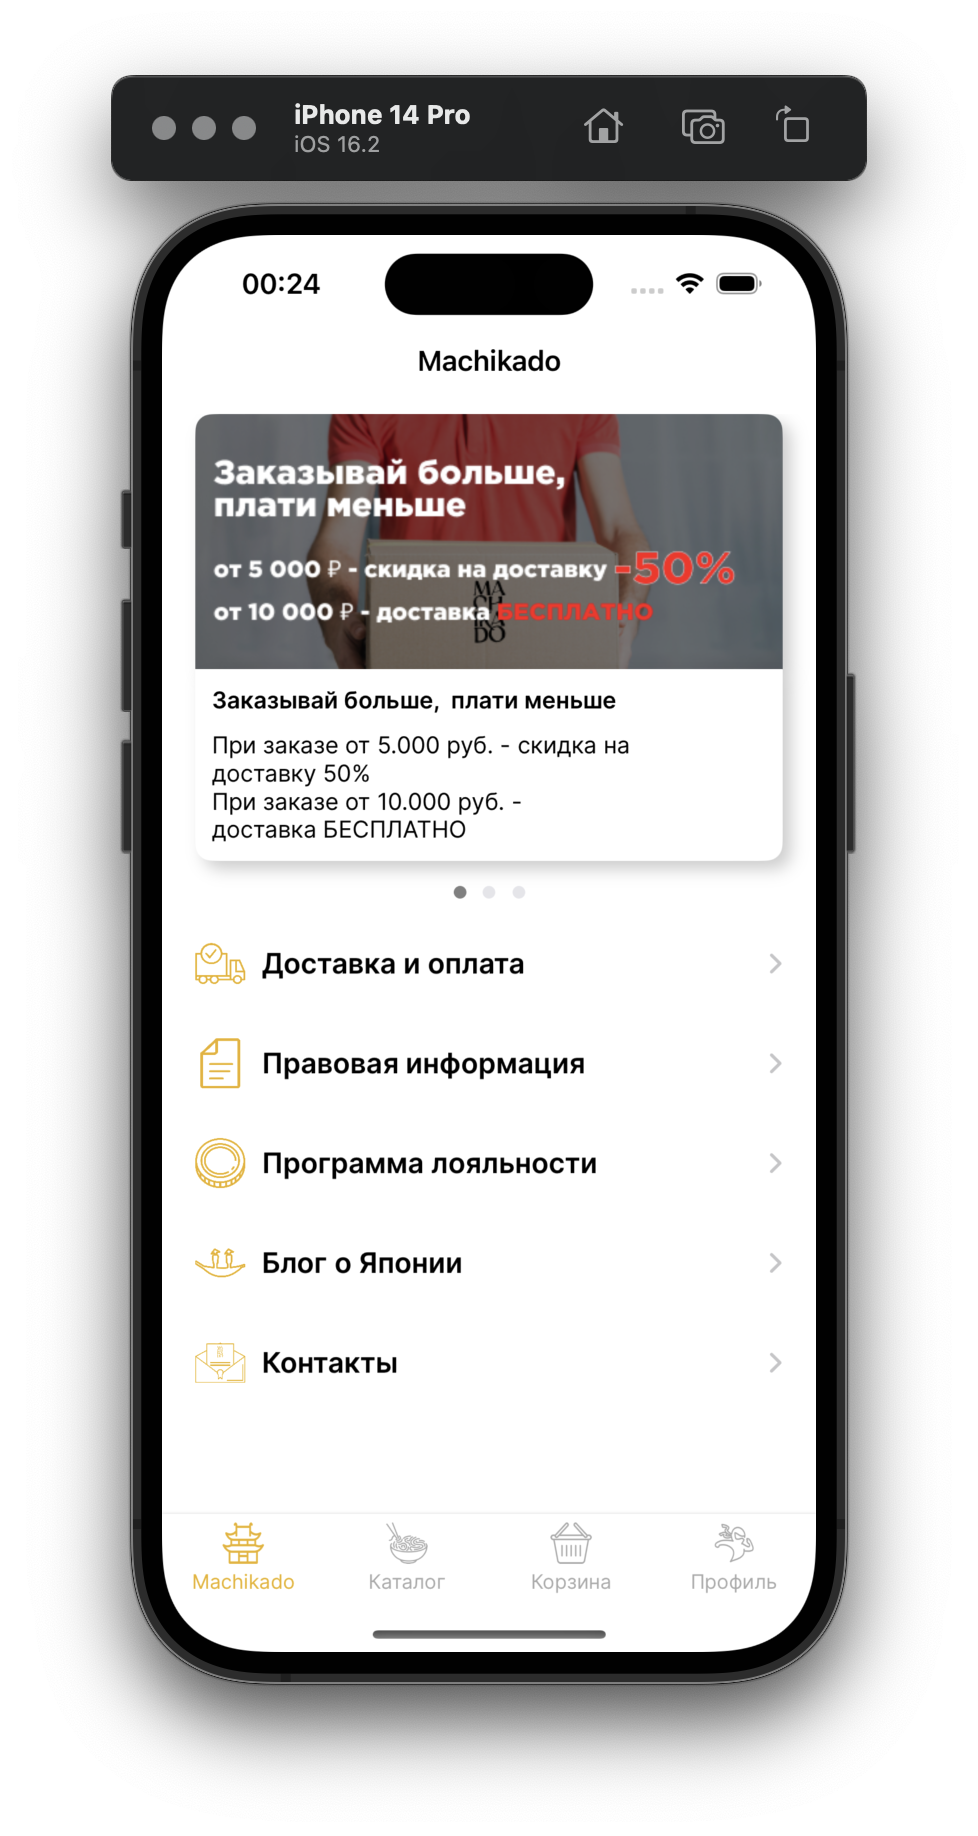 iPhone 14 Pro
iOS 16.2
00:24
Machikado
Заказывай больше,
плати меньше
от 5 000 ₽ - скидка на доставку -50%
от 10 000 ₽ - доставка БЕСПЛАТНО
MA
CH
IKA
DO
Заказывай больше, плати меньше
При заказе от 5.000 руб. - скидка на
доставку 50%
При заказе от 10.000 руб. -
доставка БЕСПЛАТНО
Доставка и оплата
Правовая информация
Программа лояльности
Блог о Японии
Контакты
Machikado
Каталог
Корзина
Профиль